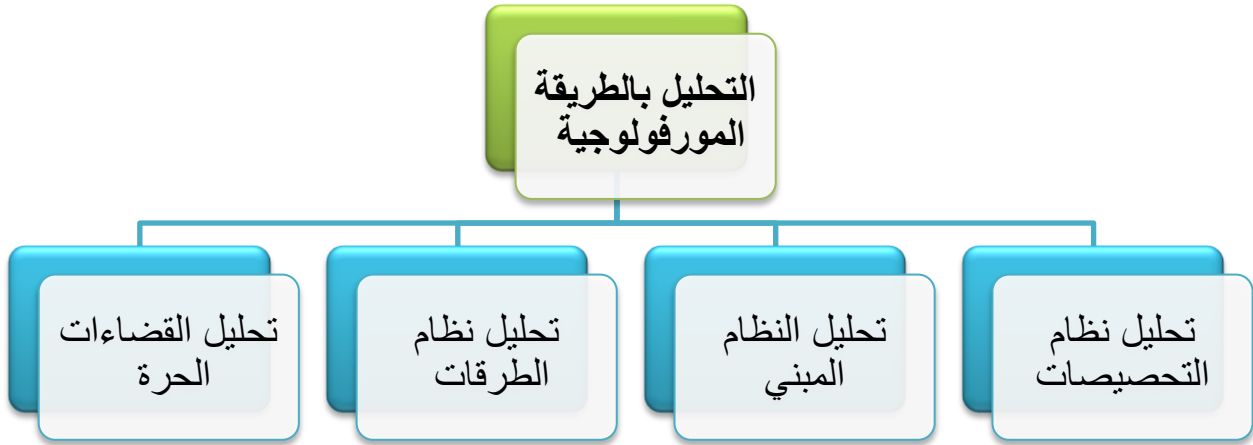 التحليل بالطريقة
المورفولوجية
تحليل نظام
التحصيصات
تحليل النظام
المبني
تحليل نظام
الطرقات
تحليل القضاءات
الحرة